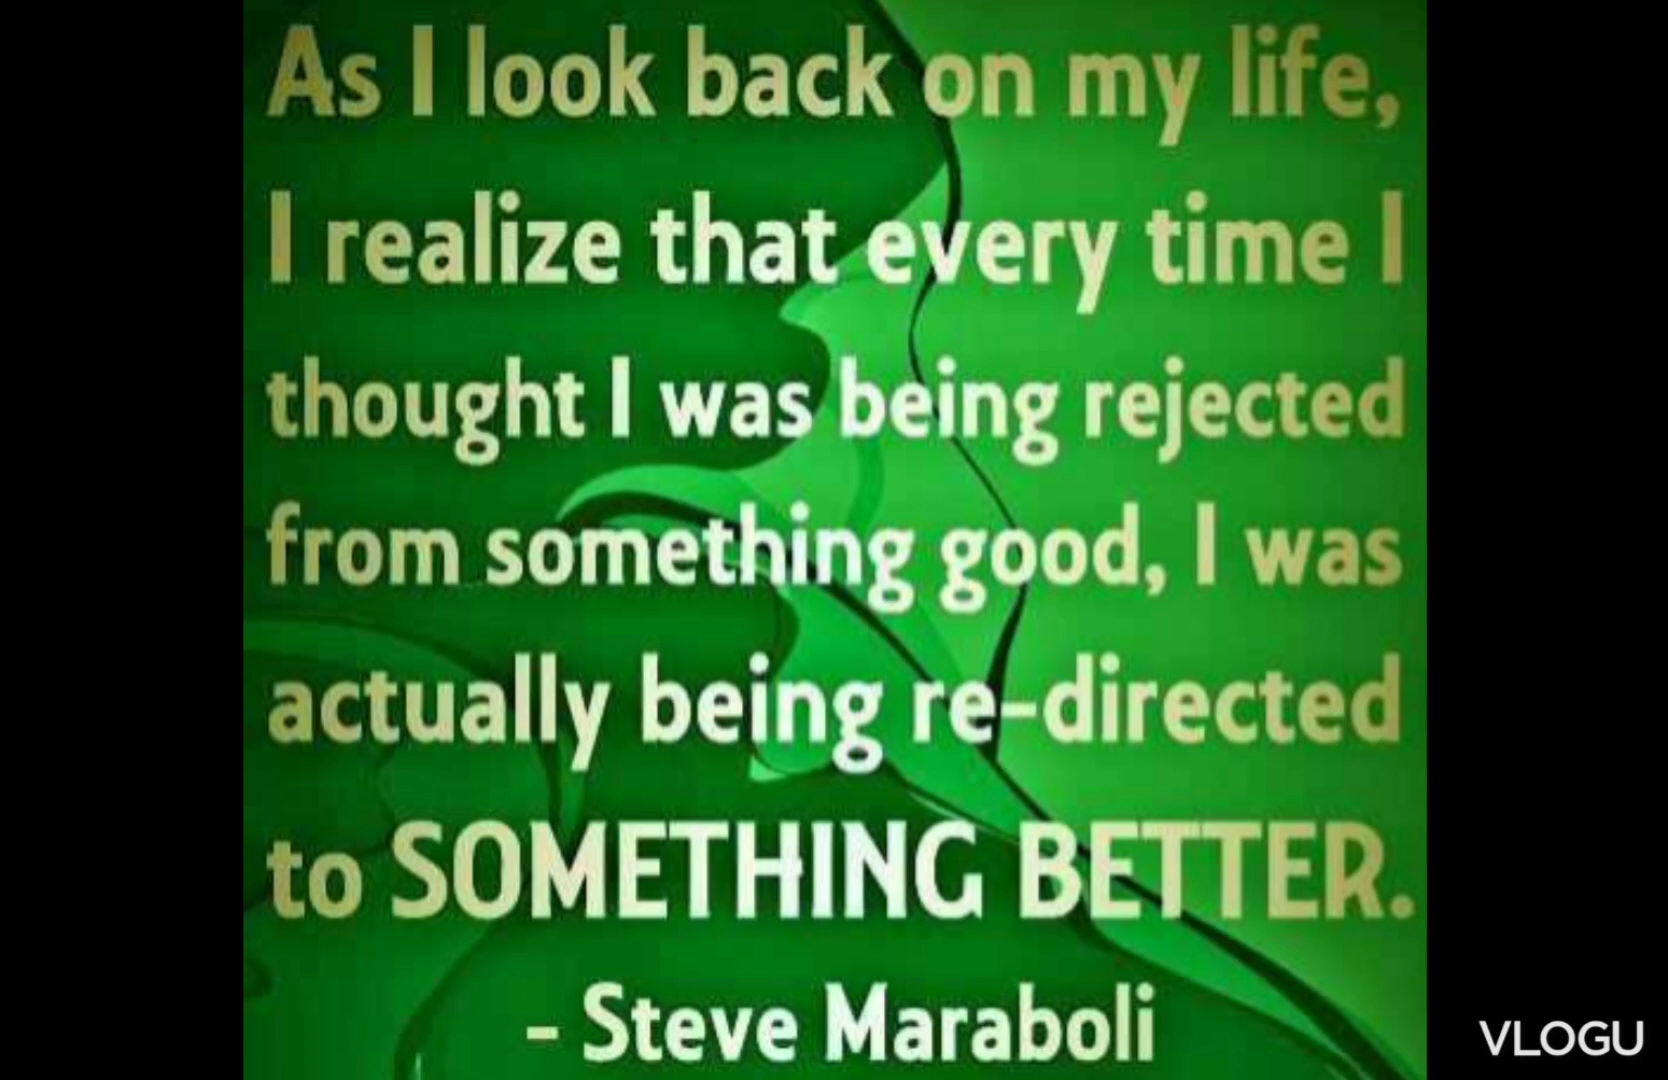 As I look back on my life,
I realize that every time I
thought I was being rejected
from something good, I was
actually being re-directed
to SOMETHING BETTER.
- Steve Maraboli
VLOGU